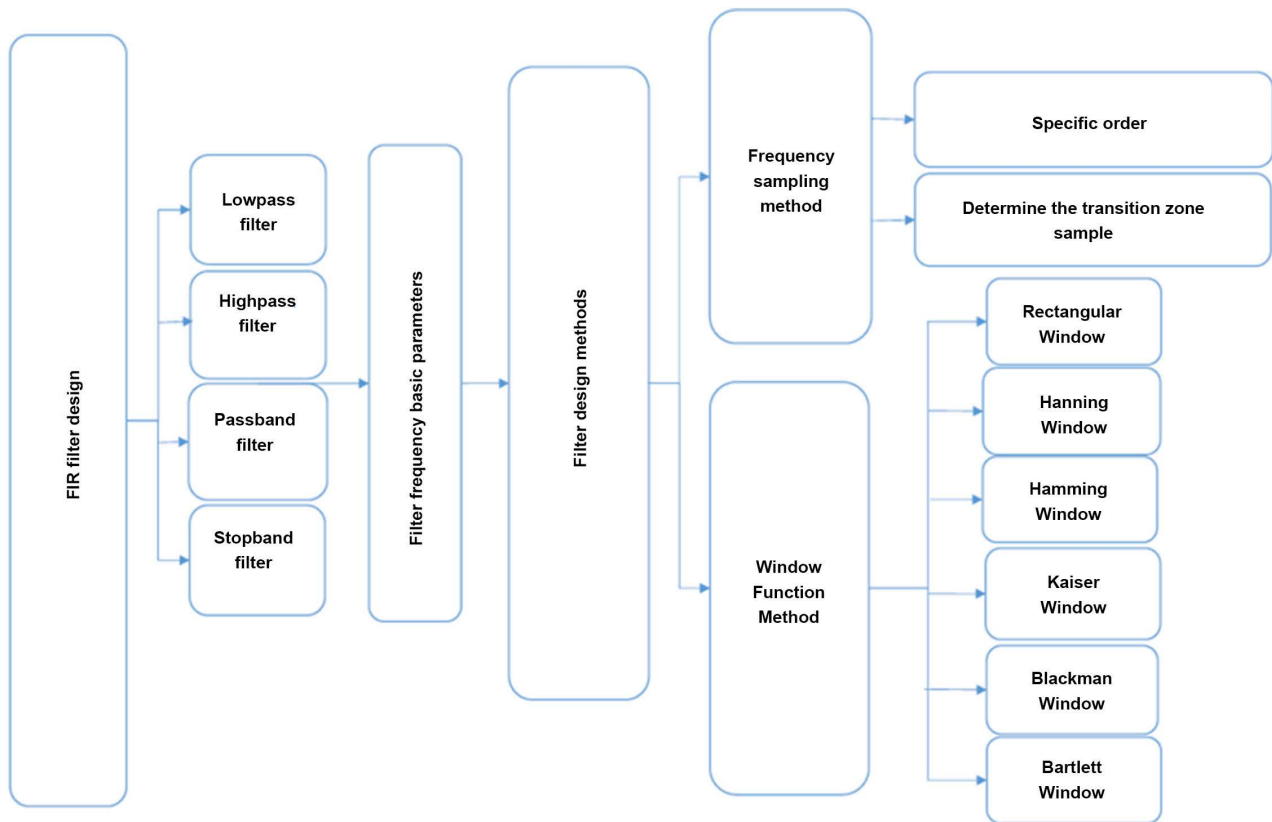 FIR filter design
Lowpass
filter
Highpass
filter
Passband
filter
Stopband
filter
Filter frequency basic parameters
Filter design methods
Frequency
sampling
method
Window
Function
Method
Specific order
Determine the transition zone
sample
Rectangular
Window
Hanning
Window
Hamming
Window
Kaiser
Window
Blackman
Window
Bartlett
Window